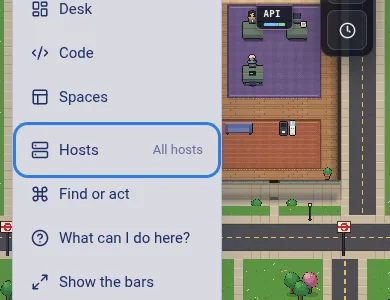 Desk
API
Code
Spaces
Hosts All hosts
Find or act
What can I do here?
Show the bars